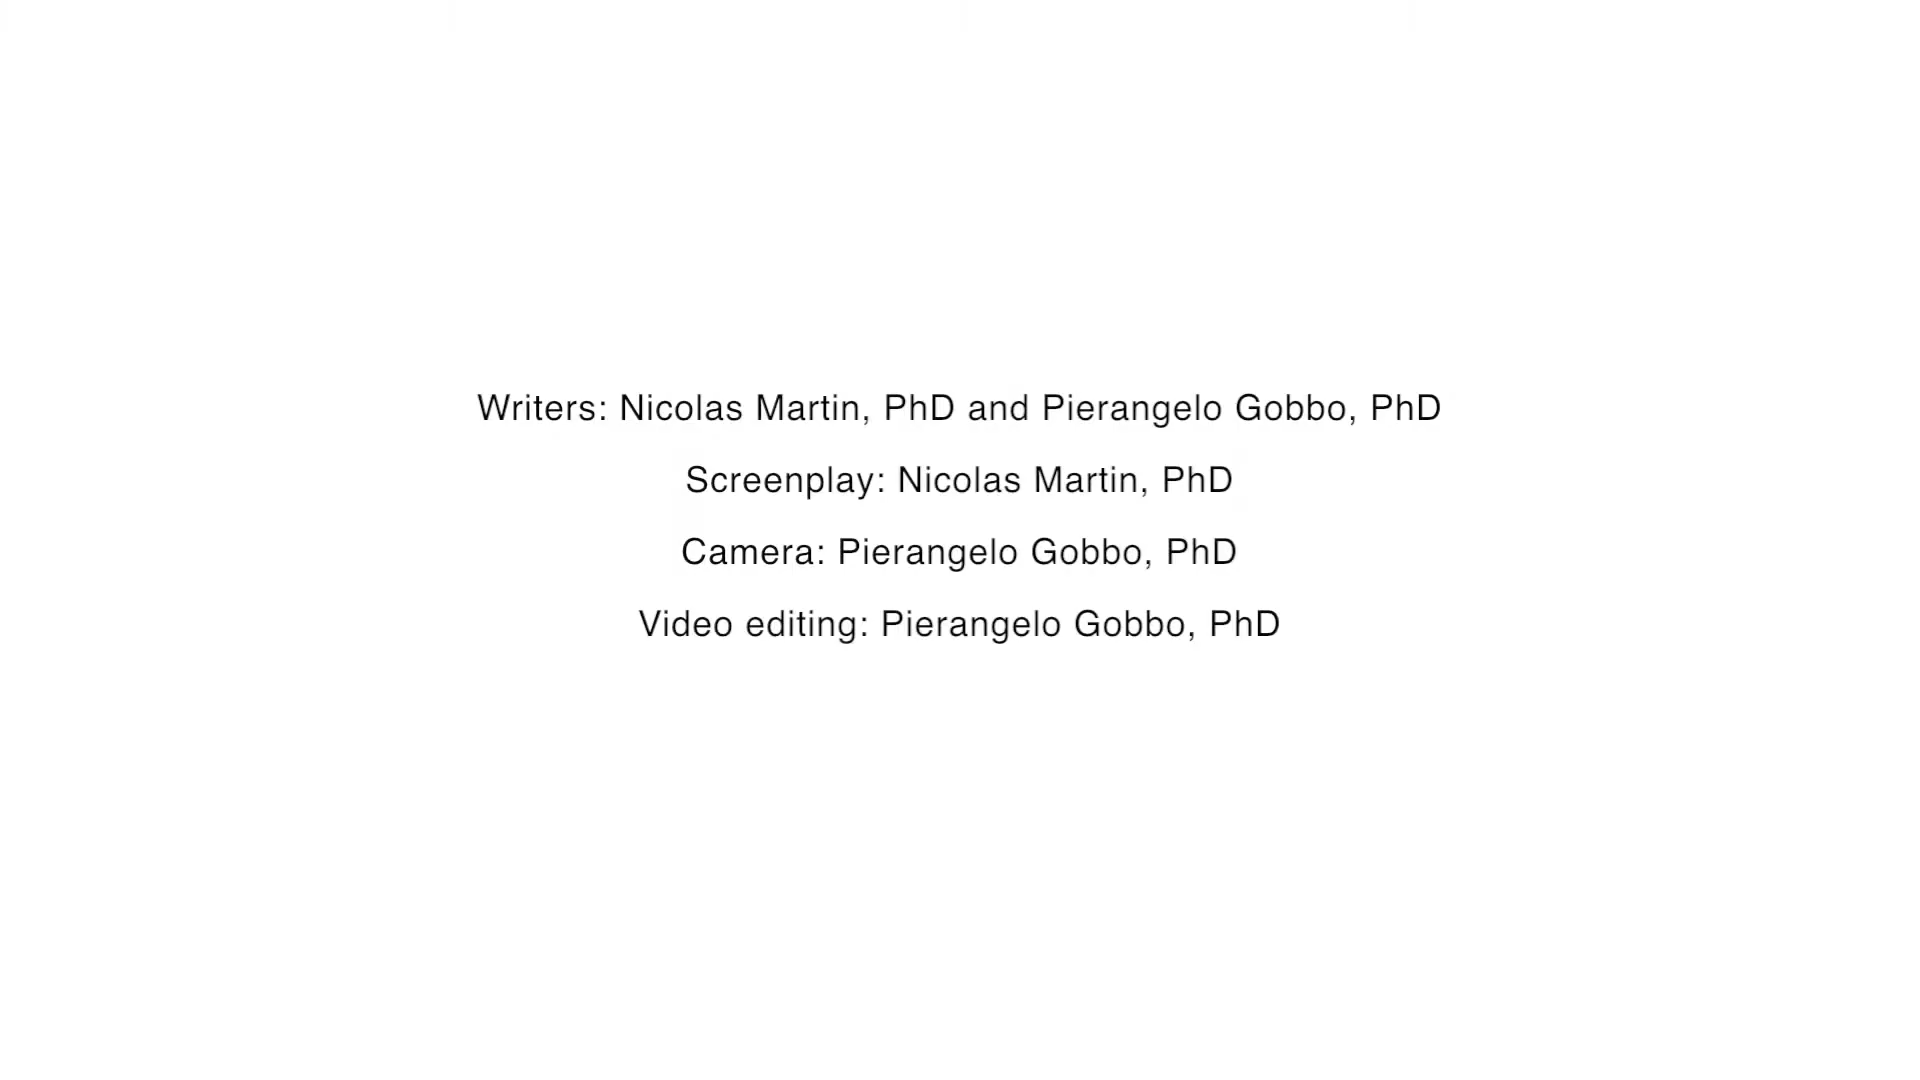 Writers: Nicolas Martin, PhD and Pierangelo Gobbo, PhD
Screenplay: Nicolas Martin, PhD
Camera: Pierangelo Gobbo, PhD
Video editing: Pierangelo Gobbo, PhD